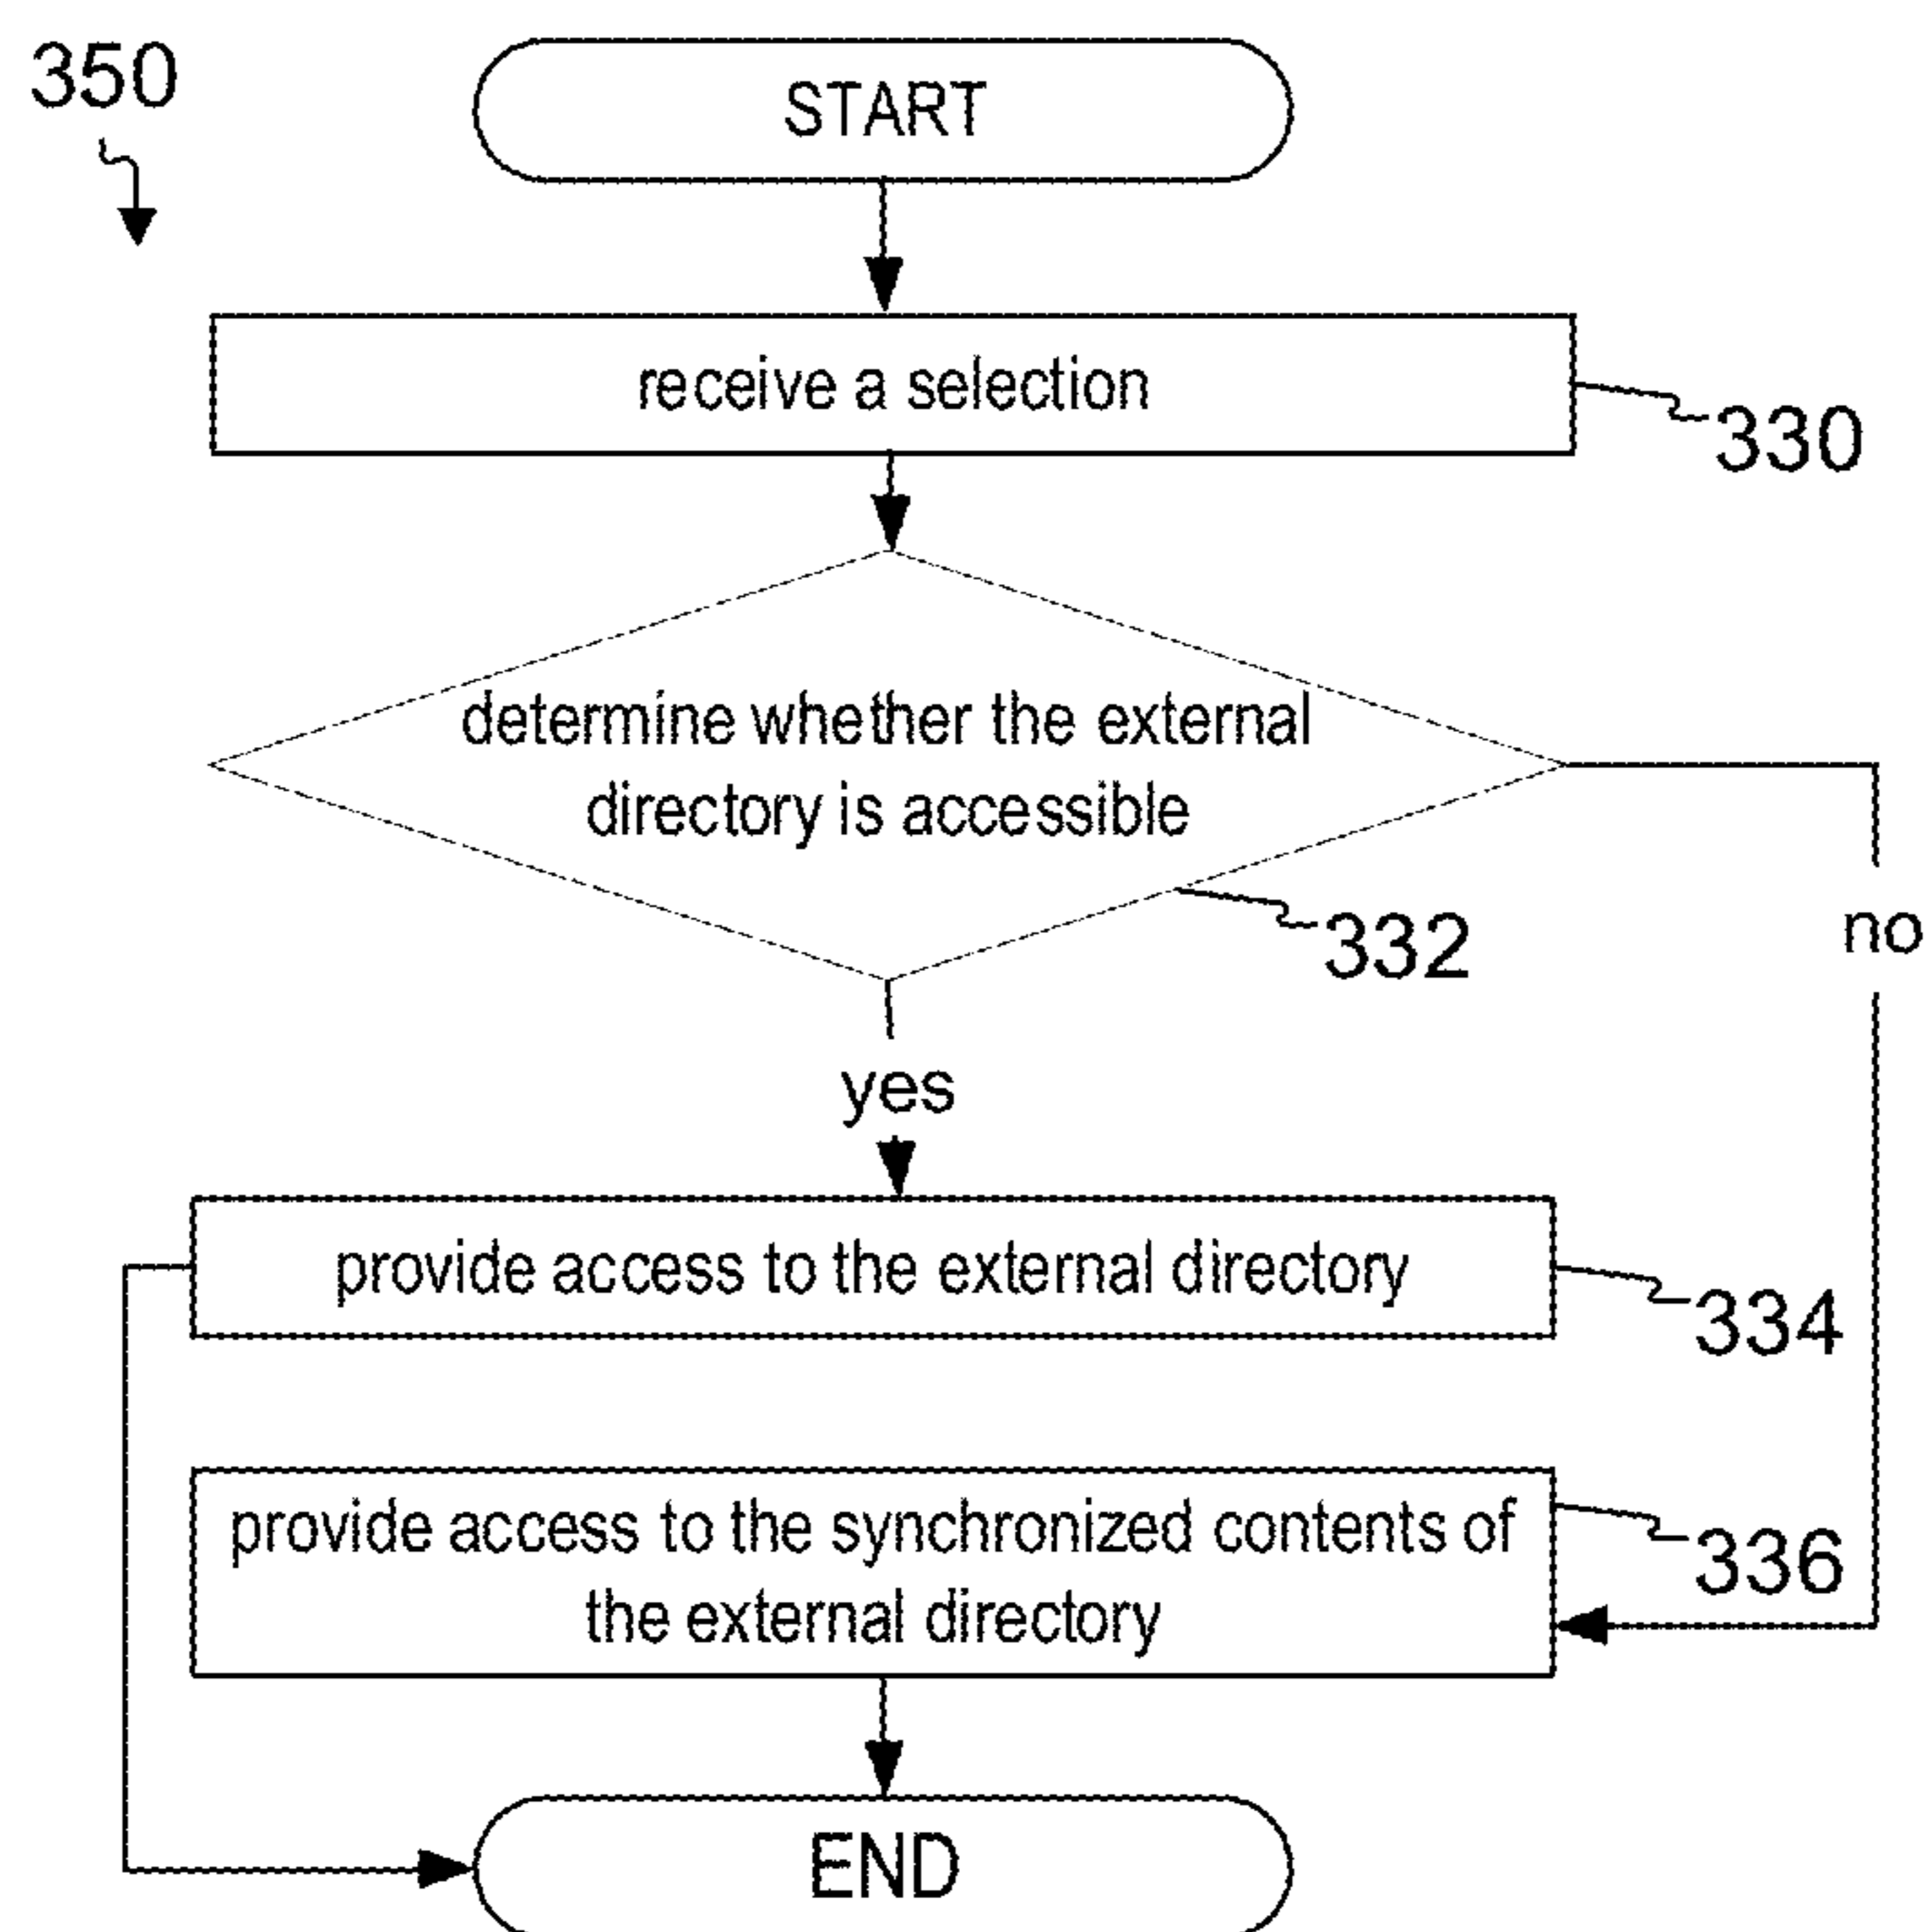 350
START
receive a selection
330
determine whether the external
directory is accessible
332
no
yes
provide access to the external directory
334
provide access to the synchronized contents of
the external directory
336
END